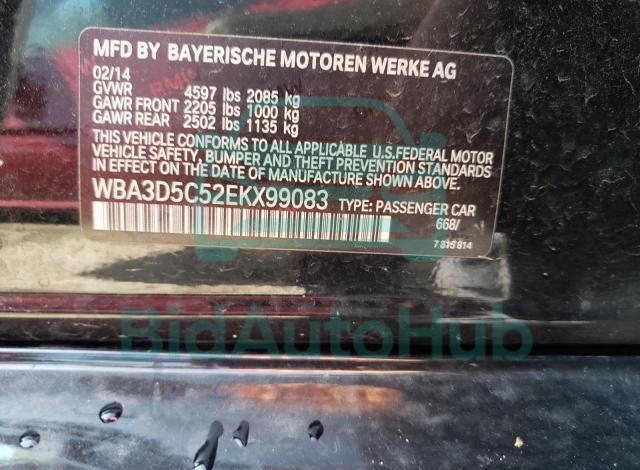 MFD BY BAYERISCHE MOTOREN WERKE AG
02/14
GVWR 4597 lbs 2085 kg
GAWR FRONT 2205 lbs 1000 kg
GAWR REAR 2502 lbs 1135 kg
THIS VEHICLE CONFORMS TO ALL APPLICABLE U.S.FEDERAL MOTOR
VEHICLE SAFETY, BUMPER AND THEFT PREVENTION STANDARDS
IN EFFECT ON THE DATE OF MANUFACTURE SHOWN ABOVE.
WBA3D5C52EKX99083 TYPE: PASSENGER CAR
668/
7 315 814
BidAutoHub